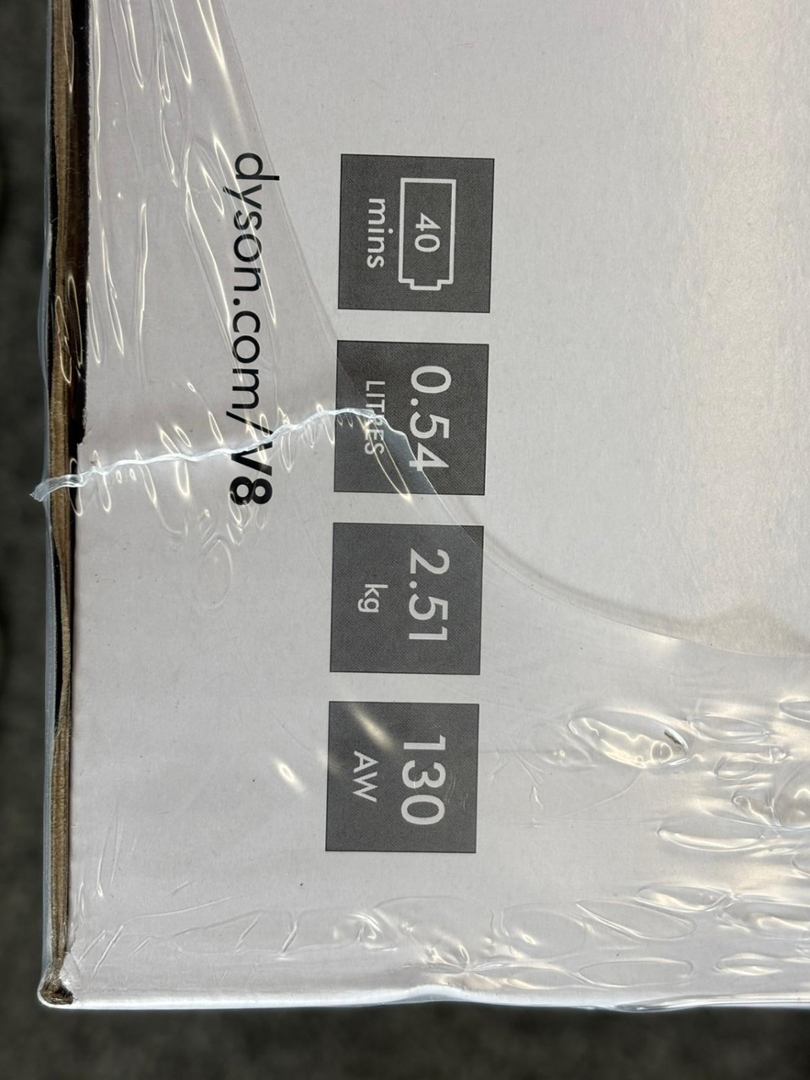 40
mins
0.54
LITRES
2.51
kg
130
AW
dyson.com/V8